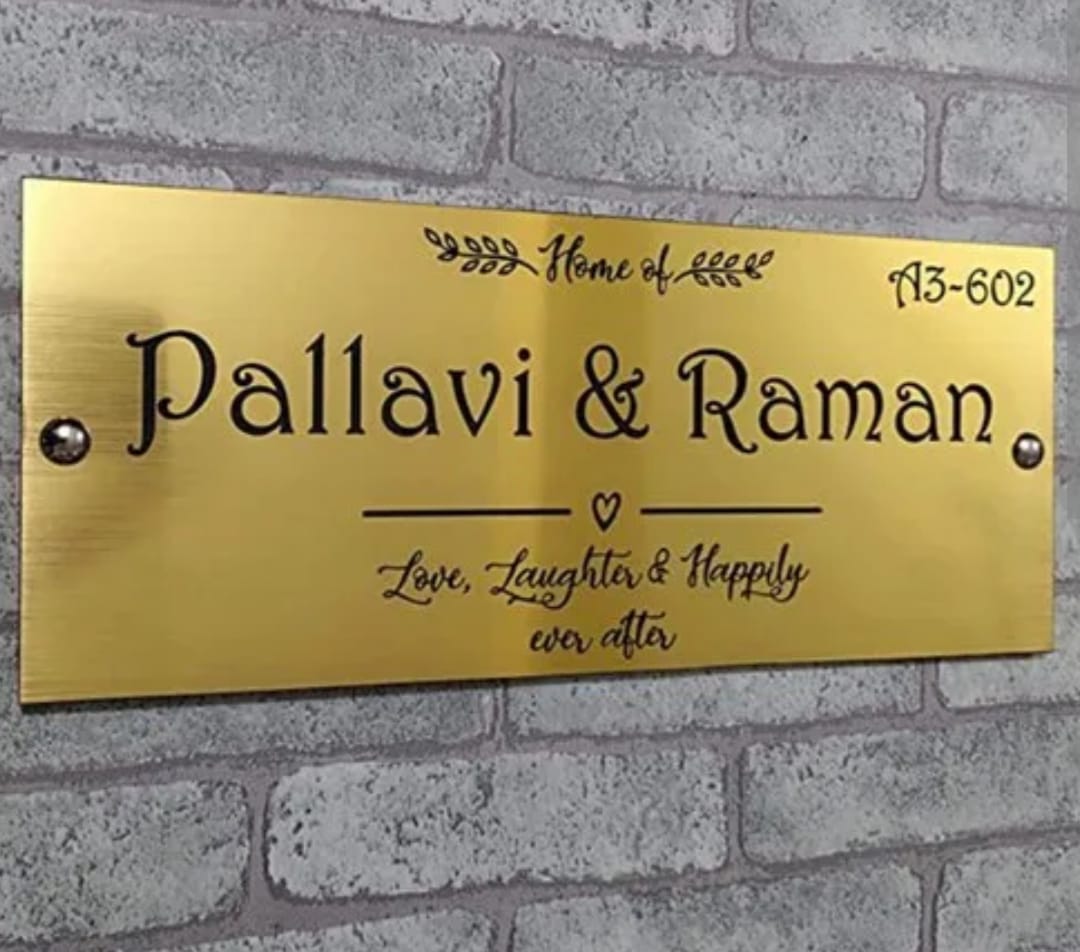 Home of
A3-602
Pallavi & Raman
Love, Laughter & Happily
ever after